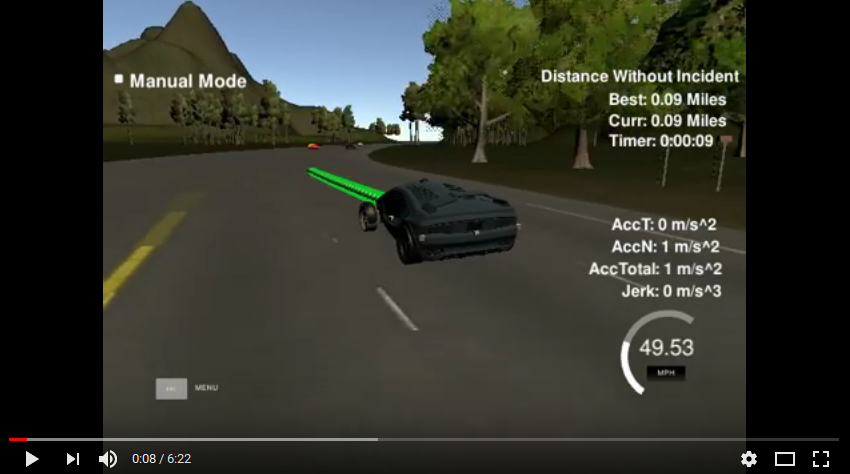 Manual Mode
Distance Without Incident
Best: 0.09 Miles
Curr: 0.09 Miles
Timer: 0:00:09
AccT: 0 m/s^2
AccN: 1 m/s^2
AccTotal: 1 m/s^2
Jerk: 0 m/s^3
49.53
MPH
MENU
0:08 / 6:22